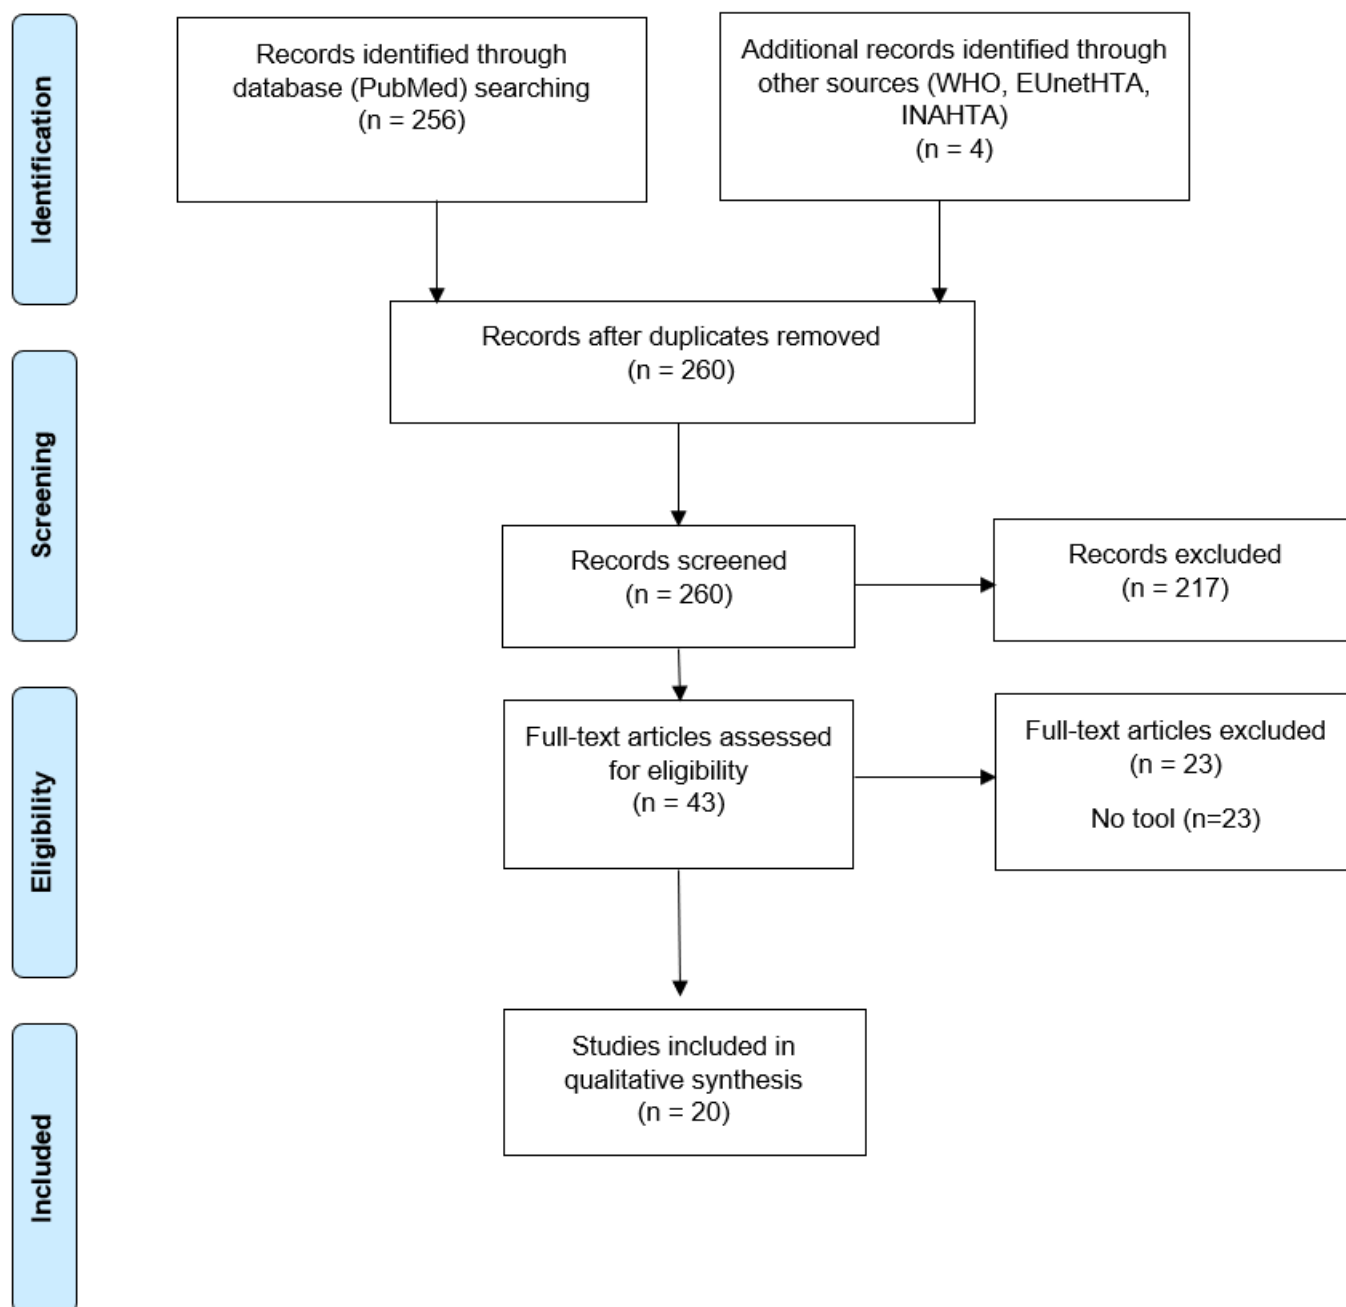 Identification
Records identified through
database (PubMed) searching
(n = 256)
Additional records identified through
other sources (WHO, EUnetHTA,
INAHTA)
(n = 4)
Records after duplicates removed
(n = 260)
Screening
Records screened
(n = 260)
Records excluded
(n = 217)
Eligibility
Full-text articles assessed
for eligibility
(n = 43)
Full-text articles excluded
(n = 23)
No tool (n=23)
Included
Studies included in
qualitative synthesis
(n = 20)